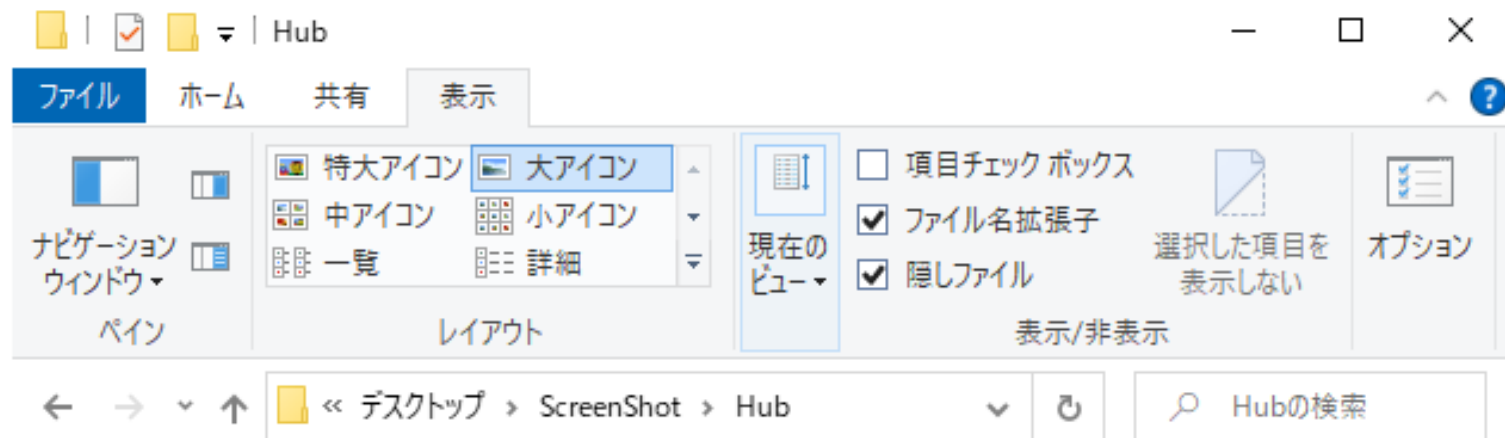 Hub
ファイル ホーム 共有 表示
特大アイコン 大アイコン
中アイコン 小アイコン
一覧 詳細
ナビゲーション
ウィンドウ
ペイン
レイアウト
現在の
ビュー
項目チェック ボックス
ファイル名拡張子
隠しファイル
選択した項目を
表示しない
表示/非表示
オプション
« デスクトップ › ScreenShot › Hub
Hubの検索